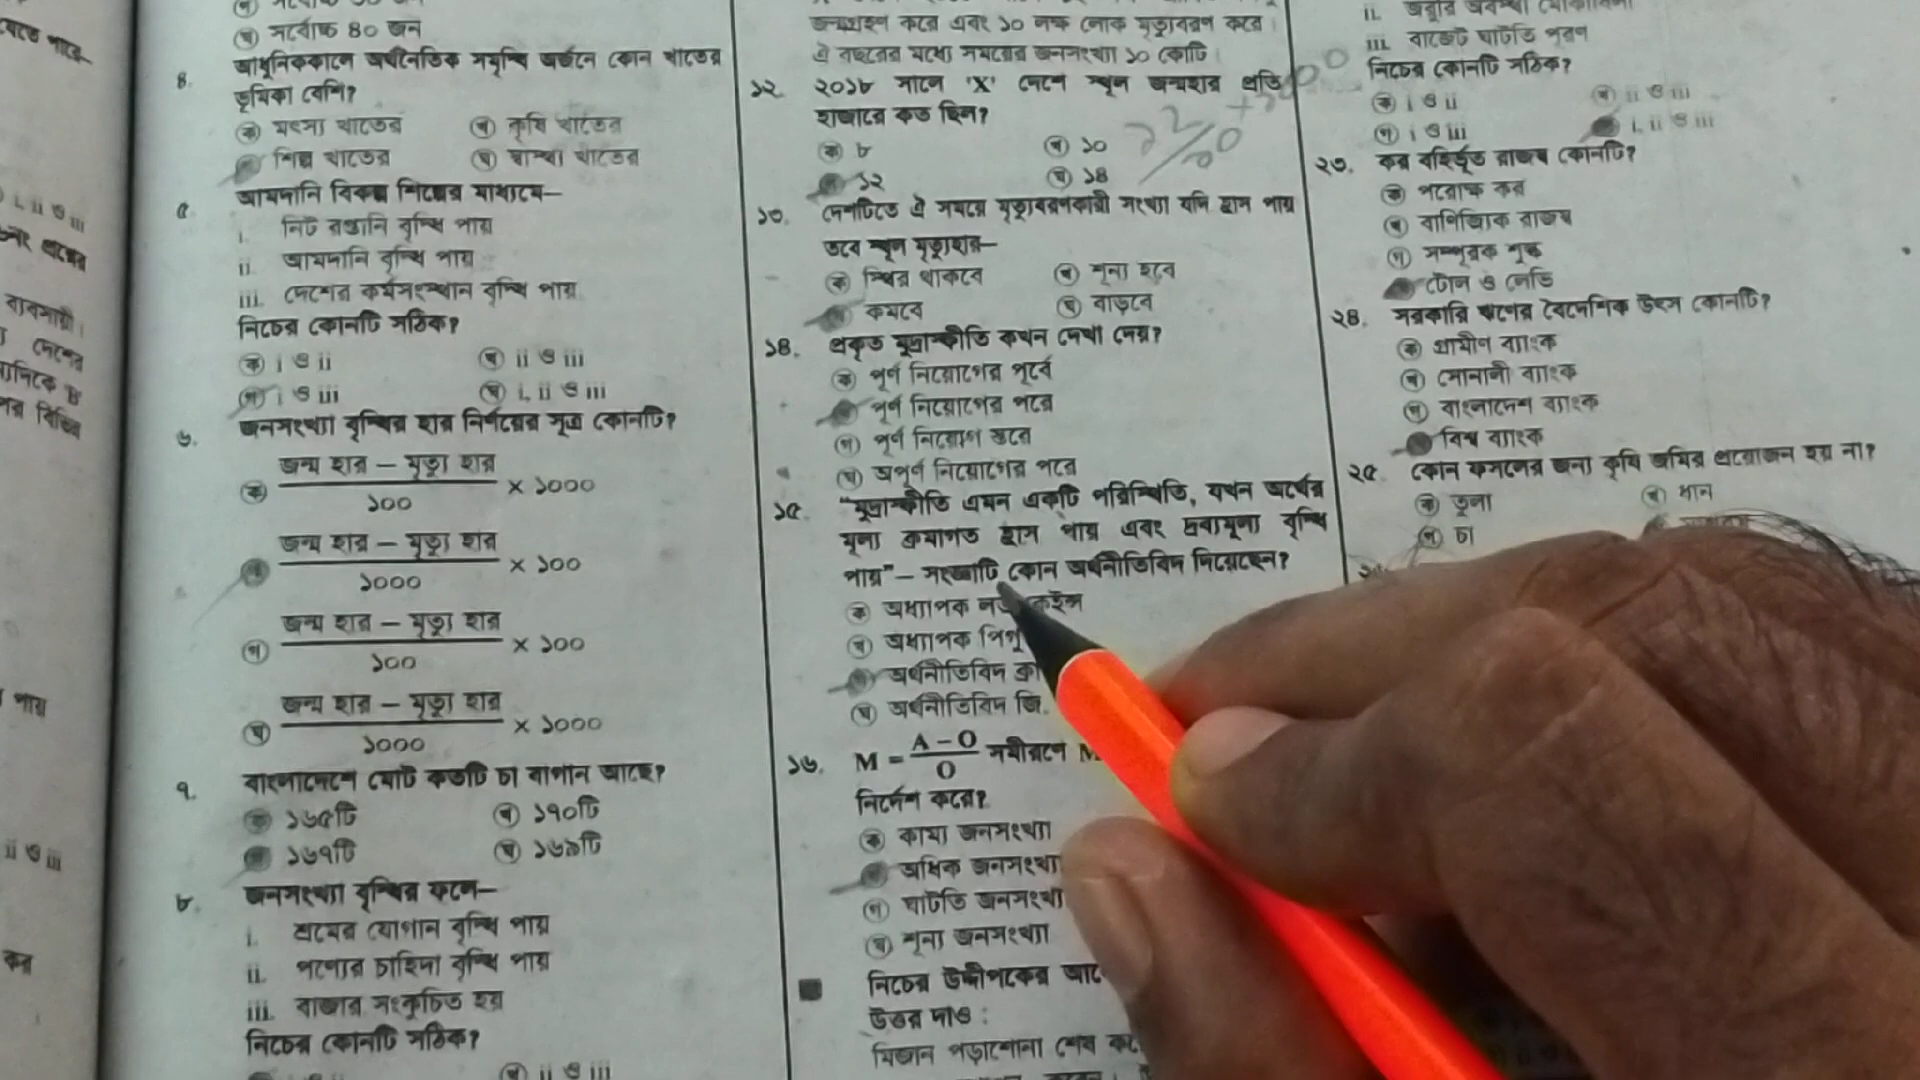 ঘ সর্বোচ্চ ৪০ জন
৪. আধুনিককালে অর্থনৈতিক সমৃদ্ধি অর্জনে কোন খাতের
ভূমিকা বেশি?
ক মৎস্য খাতের খ কৃষি খাতের
শিল্প খাতের ঘ স্বাস্থ্য খাতের
৫ আমদানি বিকল্প শিল্পের মাধ্যমে—
i. নিট রপ্তানি বৃদ্ধি পায়
ii আমদানি বৃদ্ধি পায়
iii. দেশের কর্মসংস্থান বৃদ্ধি পায়
নিচের কোনটি সঠিক?
ক i ও ii খ ii ও iii
গ i ও iii ঘ i, ii ও iii
৬. জনসংখ্যা বৃদ্ধির হার নির্ণয়ের সূত্র কোনটি?
ক জন্ম হার – মৃত্যু হার / ১০০ × ১০০০
জন্ম হার – মৃত্যু হার / ১০০০ × ১০০
গ জন্ম হার – মৃত্যু হার / ১০০ × ১০০
ঘ জন্ম হার – মৃত্যু হার / ১০০০ × ১০০০
৭. বাংলাদেশে মোট কতটি চা বাগান আছে?
ক ১৬৫টি খ ১৭০টি
১৬৭টি ঘ ১৬৯টি
৮. জনসংখ্যা বৃদ্ধির ফলে—
i. শ্রমের যোগান বৃদ্ধি পায়
ii. পণ্যের চাহিদা বৃদ্ধি পায়
iii. বাজার সংকুচিত হয়
নিচের কোনটি সঠিক?
খ ii ও iii
জন্মগ্রহণ করে এবং ১০ লক্ষ লোক মৃত্যুবরণ করে।
ঐ বছরের মধ্যে সময়ের জনসংখ্যা ১০ কোটি।
১২. ২০১৮ সালে 'X' দেশে স্থূল জন্মহার প্রতি
হাজারে কত ছিল?
ক ৮ খ ১০
১২ ঘ ১৪
১৩. দেশটিতে ঐ সময়ে মৃত্যুবরণকারী সংখ্যা যদি হ্রাস পায়
তবে স্থূল মৃত্যুহার—
ক স্থির থাকবে খ শূন্য হবে
কমবে ঘ বাড়বে
১৪. প্রকৃত মুদ্রাস্ফীতি কখন দেখা দেয়?
ক পূর্ণ নিয়োগের পূর্বে
পূর্ণ নিয়োগের পরে
গ পূর্ণ নিয়োগ স্তরে
ঘ অপূর্ণ নিয়োগের পরে
১৫. "মুদ্রাস্ফীতি এমন একটি পরিস্থিতি, যখন অর্থের
মূল্য ক্রমাগত হ্রাস পায় এবং দ্রব্যমূল্য বৃদ্ধি
পায়" – সংজ্ঞাটি কোন অর্থনীতিবিদ দিয়েছেন?
ক অধ্যাপক কেইন্স
খ অধ্যাপক পিগু
অর্থনীতিবিদ
ঘ অর্থনীতিবিদ জি.
১৬. M = A – O / O সমীকরণে M
নির্দেশ করে?
ক কাম্য জনসংখ্যা
অধিক জনসংখ্যা
গ ঘাটতি জনসংখ্যা
ঘ শূন্য জনসংখ্যা
নিচের উদ্দীপকের
উত্তর দাও :
মিজান পড়াশোনা শেষ
iii. বাজেট ঘাটতি পূরণ
নিচের কোনটি সঠিক?
ক i ও ii খ ii ও iii
গ i ও iii i, ii ও iii
২৩. কর বহির্ভূত রাজস্ব কোনটি?
ক পরোক্ষ কর
খ বাণিজ্যিক রাজস্ব
গ সম্পূরক শুল্ক
টোল ও লেভি
২৪. সরকারি ঋণের বৈদেশিক উৎস কোনটি?
ক গ্রামীণ ব্যাংক
খ সোনালী ব্যাংক
গ বাংলাদেশ ব্যাংক
বিশ্ব ব্যাংক
২৫ কোন ফসলের জন্য কৃষি জমির প্রয়োজন হয় না?
ক তুলা খ ধান
গ চা